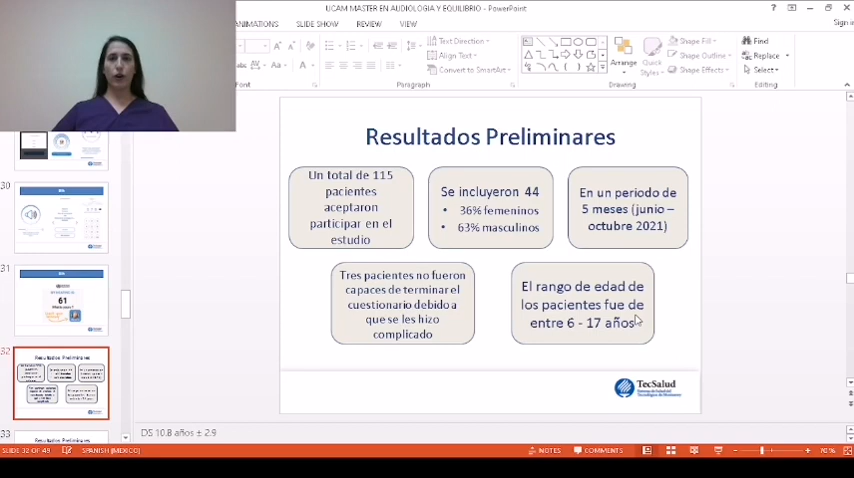 UCAM MASTER EN AUDIOLOGIA Y EQUILIBRIO - PowerPoint
ANIMATIONS SLIDE SHOW REVIEW VIEW
Sign in
Text Direction
Align Text
Convert to SmartArt
Arrange
Quick Styles
Shape Fill
Shape Outline
Shape Effects
Find
Replace
Select
Font
Paragraph
Drawing
Editing
30
31
61
32
Resultados Preliminares
33
Resultados Preliminares
Resultados Preliminares
Un total de 115
pacientes
aceptaron
participar en el
estudio
Se incluyeron 44
• 36% femeninos
• 63% masculinos
En un periodo de
5 meses (junio –
octubre 2021)
Tres pacientes no fueron
capaces de terminar el
cuestionario debido a
que se les hizo
complicado
El rango de edad de
los pacientes fue de
entre 6 - 17 años
TecSalud
DS 10.8 años ± 2.9
SLIDE 32 OF 49 SPANISH (MEXICO) NOTES COMMENTS 70%